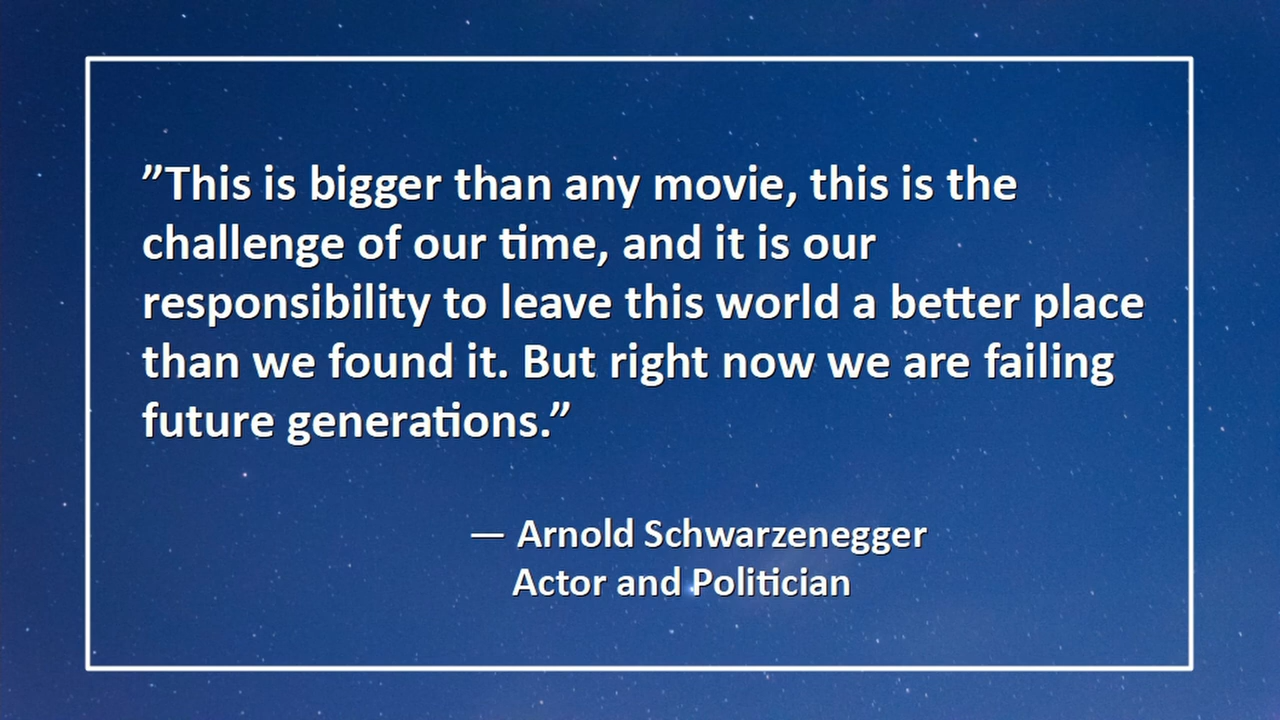 ”This is bigger than any movie, this is the
challenge of our time, and it is our
responsibility to leave this world a better place
than we found it. But right now we are failing
future generations.”
— Arnold Schwarzenegger
Actor and Politician